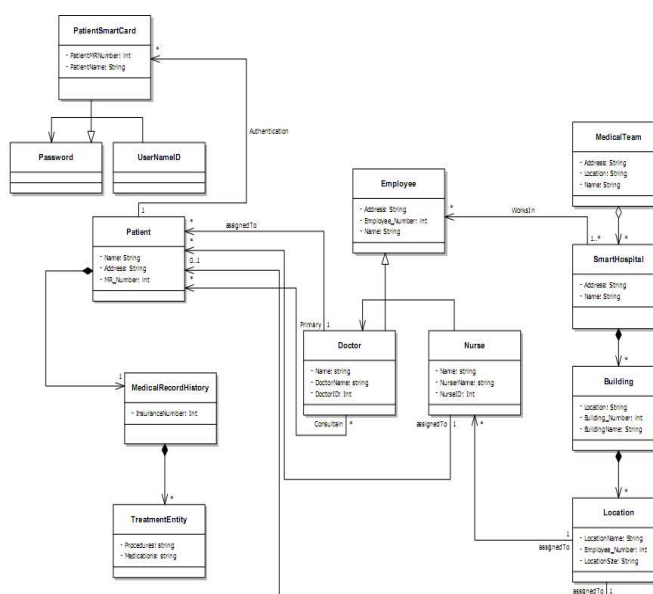 PatientSmartCard
- PatientMRNumber: Int
- PatientName: String
*
Authentication
Password
UserNameID
MedicalTeam
- Address: String
- Location: String
- Name: String
Employee
- Address: String
- Employee_Number: Int
- Name: String
*
WorksIn
1..*
*
SmartHospital
- Address: String
- Name: String
1
Patient
- Name: String
- Address: String
- MR_Number: Int
*
assignedTo
*
0..1
*
Primary
1
Doctor
- Name: string
- DoctorName: string
- DoctorID: Int
Consultain
*
Nurse
- Name: string
- NurserName: string
- NurseID: Int
assignedTo
1
*
*
Building
- Location: String
- Building_Number: Int
- BuildingName: String
1
MedicalRecordHistory
- InsuranceNumber: Int
*
TreatmentEntity
- Procedures: string
- Medications: string
*
Location
- LocationName: String
- Employee_Number: Int
- LocationSize: String
1
assignedTo
assignedTo
1